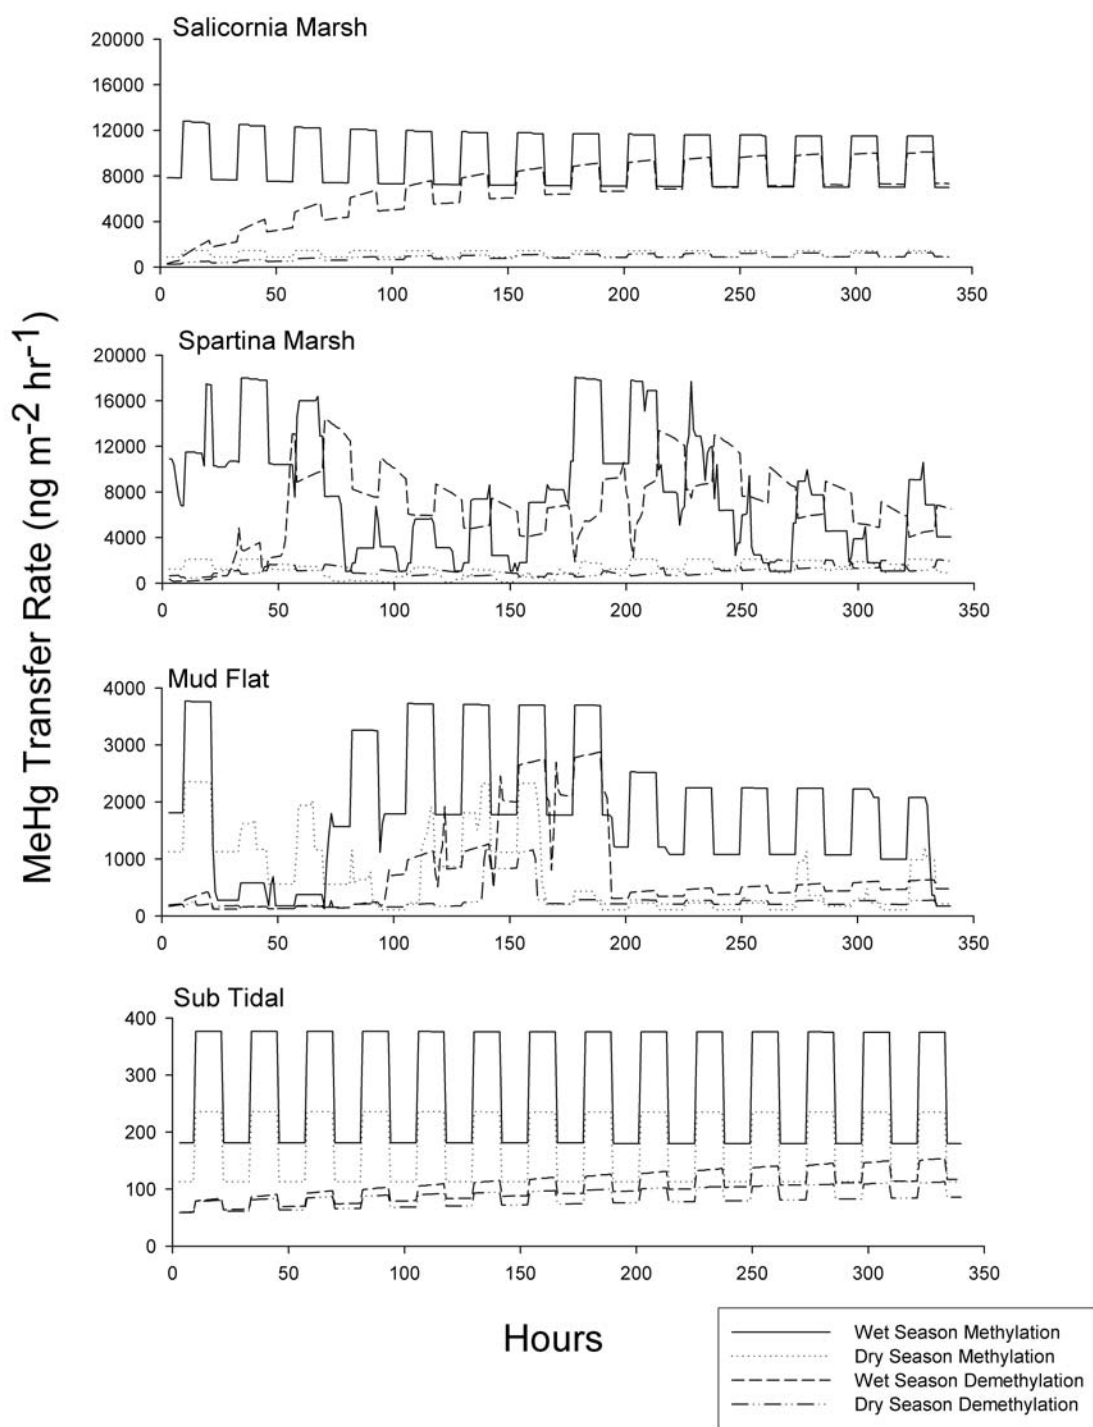 Salicornia Marsh
20000
16000
12000
8000
4000
0
0 50 100 150 200 250 300 350
Spartina Marsh
20000
16000
12000
8000
4000
0
0 50 100 150 200 250 300 350
MeHg Transfer Rate (ng m-2 hr-1)
Mud Flat
4000
3000
2000
1000
0
0 50 100 150 200 250 300 350
Sub Tidal
400
300
200
100
0
0 50 100 150 200 250 300 350
Hours
Wet Season Methylation
Dry Season Methylation
Wet Season Demethylation
Dry Season Demethylation